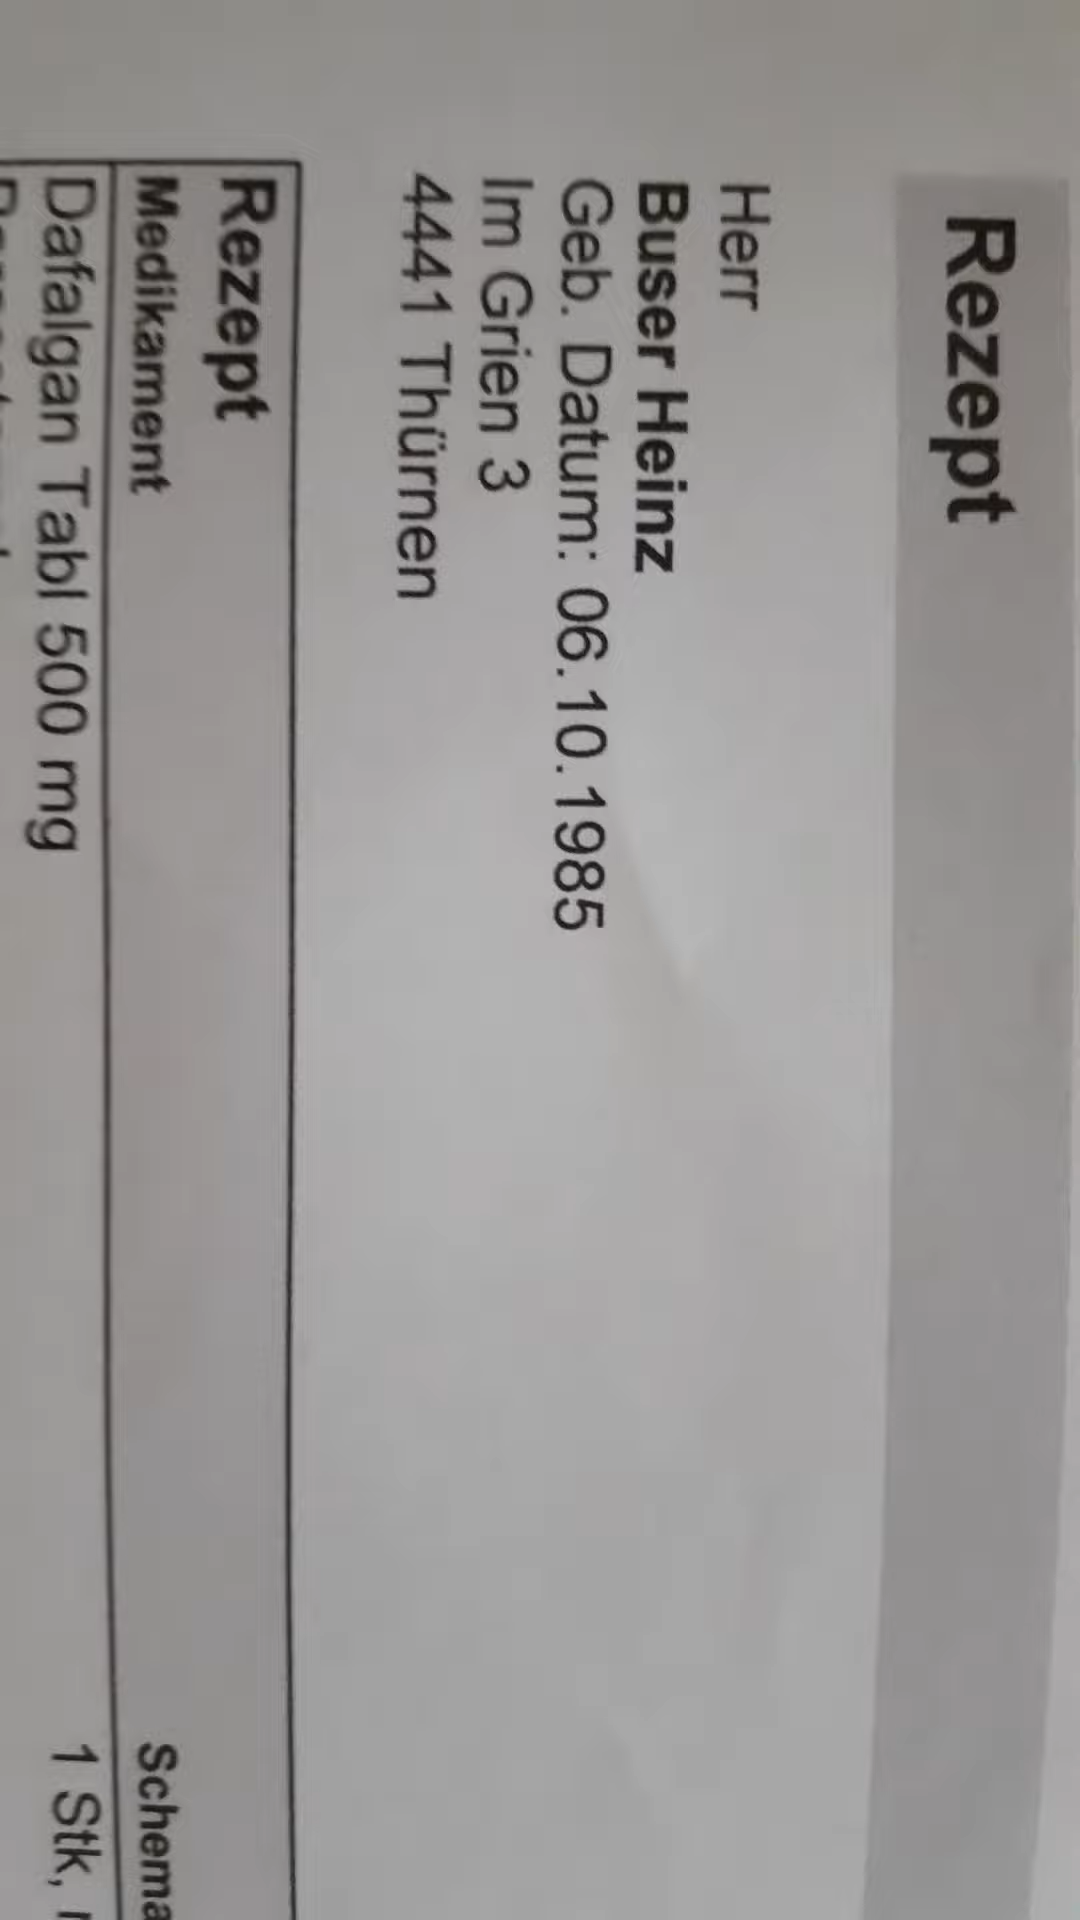 Rezept
Herr
Buser Heinz
Geb. Datum: 06.10.1985
Im Grien 3
4441 Thürnen
Rezept
Medikament Schema
Dafalgan Tabl 500 mg 1 Stk,